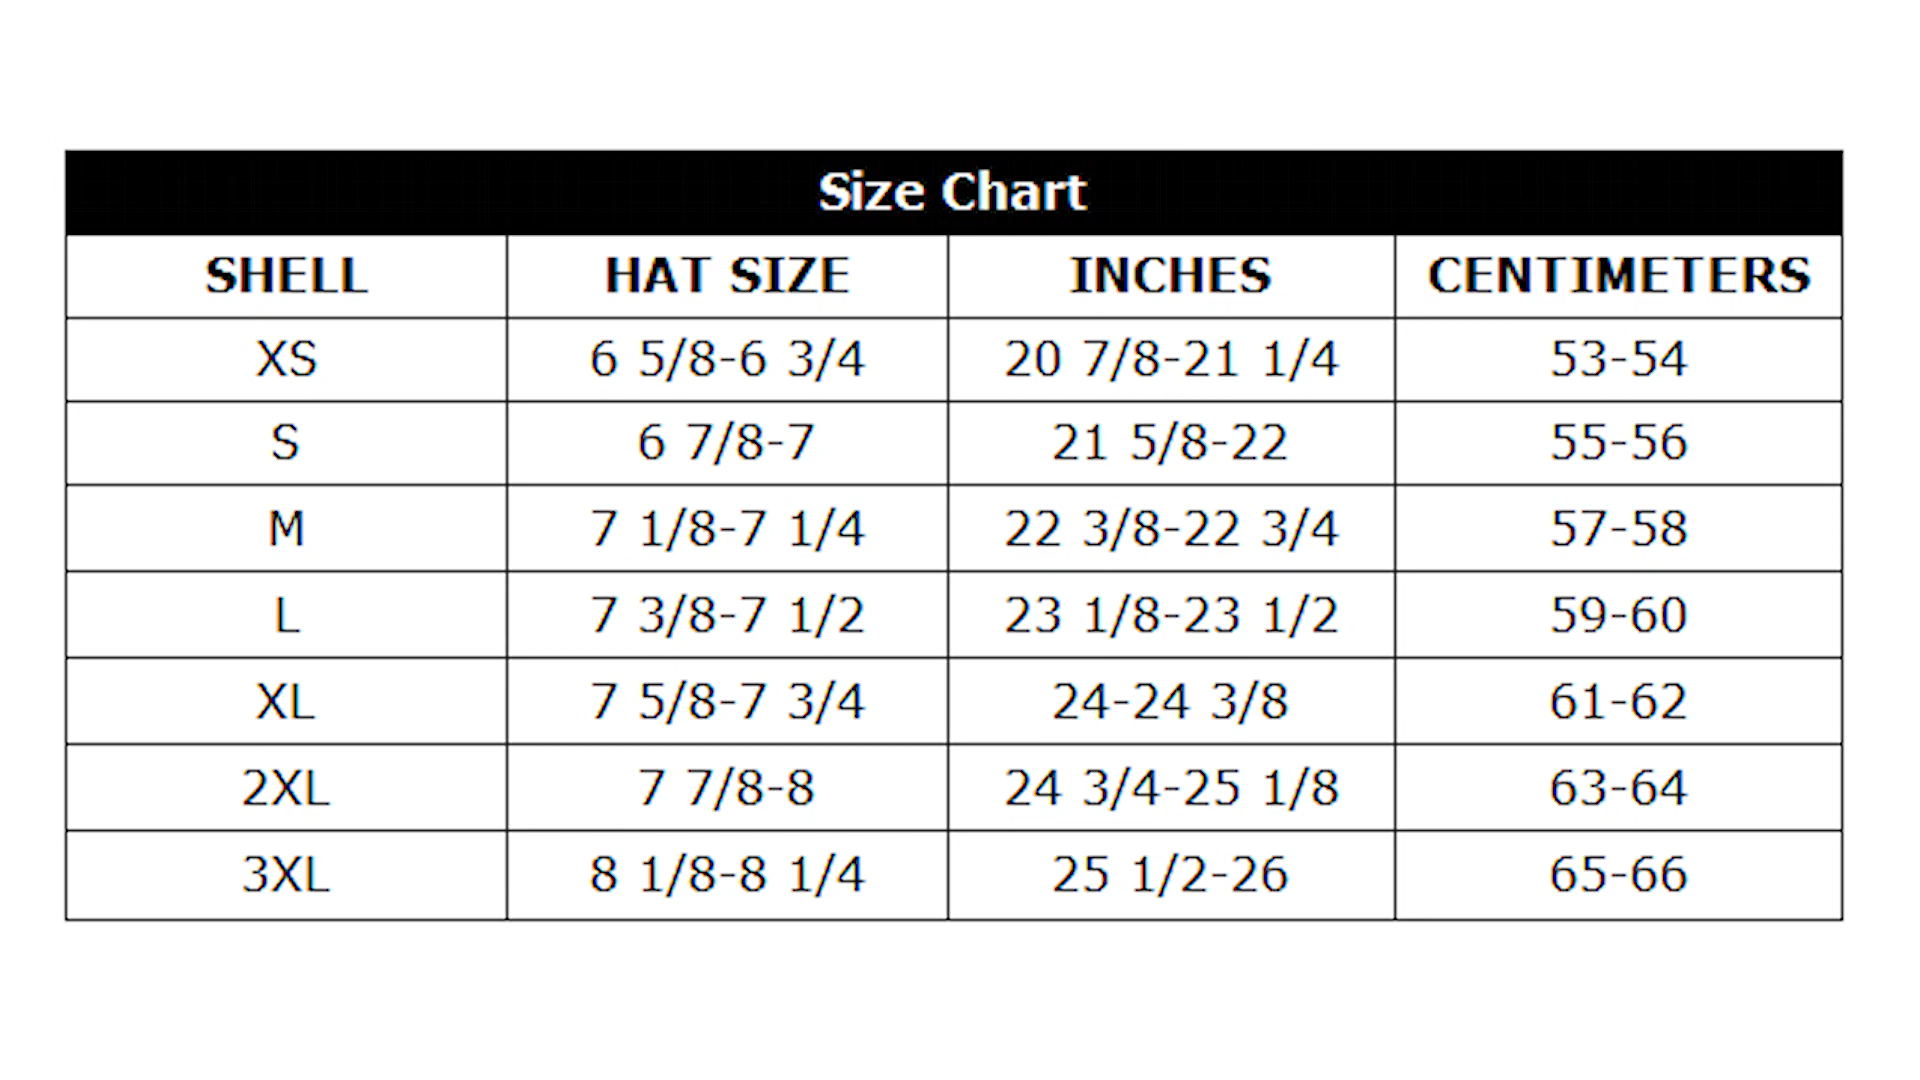 Size Chart
SHELL HAT SIZE INCHES CENTIMETERS
XS 6 5/8-6 3/4 20 7/8-21 1/4 53-54
S 6 7/8-7 21 5/8-22 55-56
M 7 1/8-7 1/4 22 3/8-22 3/4 57-58
L 7 3/8-7 1/2 23 1/8-23 1/2 59-60
XL 7 5/8-7 3/4 24-24 3/8 61-62
2XL 7 7/8-8 24 3/4-25 1/8 63-64
3XL 8 1/8-8 1/4 25 1/2-26 65-66